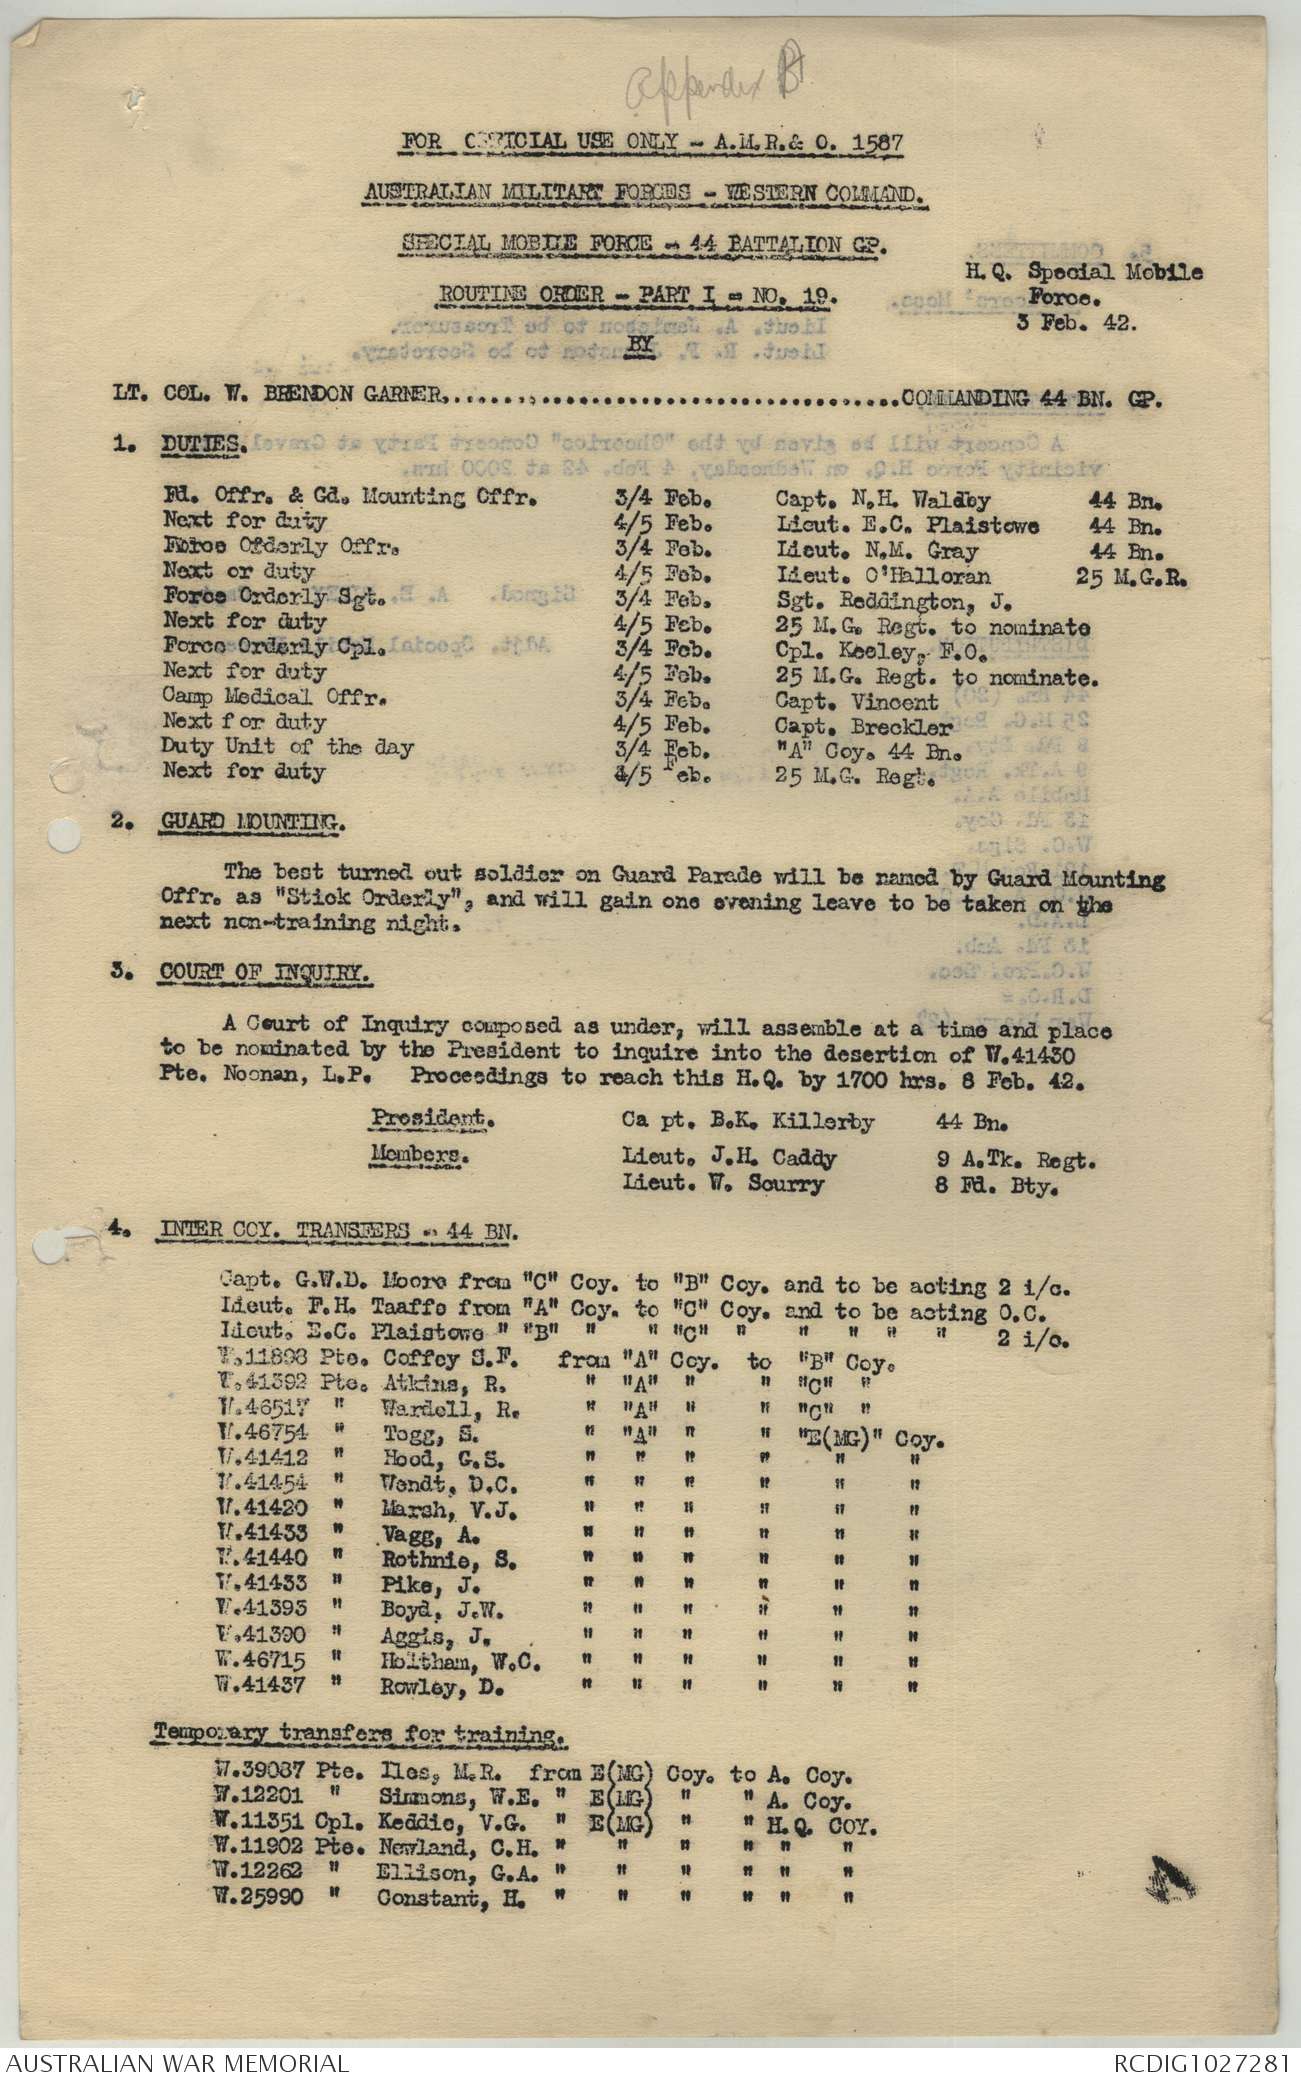 Appendix B
FOR OFFICIAL USE ONLY - A.M.R.& O. 1587
AUSTRALIAN MILITARY FORCES - WESTERN COMMAND.
SPECIAL MOBILE FORCE - 44 BATTALION GP.
H.Q. Special Mobile
Force.
3 Feb. 42.
ROUTINE ORDER - PART I - NO. 19.
BY
LT. COL. W. BRENDON GARNER,........................................COMMANDING 44 BN. GP.
1. DUTIES.
Fd. Offr. & Gd. Mounting Offr. 3/4 Feb. Capt. N.H. Waldby 44 Bn.
Next for duty 4/5 Feb. Lieut. E.C. Plaistowe 44 Bn.
Force Orderly Offr. 3/4 Feb. Lieut. N.M. Gray 44 Bn.
Next or duty 4/5 Feb. Lieut. O'Halloran 25 M.G.R.
Force Orderly Sgt. 3/4 Feb. Sgt. Reddington, J.
Next for duty 4/5 Feb. 25 M.G. Regt. to nominate
Force Orderly Cpl. 3/4 Feb. Cpl. Keeley, F.O.
Next for duty 4/5 Feb. 25 M.G. Regt. to nominate.
Camp Medical Offr. 3/4 Feb. Capt. Vincent
Next for duty 4/5 Feb. Capt. Breckler
Duty Unit of the day 3/4 Feb. "A" Coy. 44 Bn.
Next for duty 4/5 Feb. 25 M.G. Regt.
2. GUARD MOUNTING.
The best turned out soldier on Guard Parade will be named by Guard Mounting
Offr. as "Stick Orderly", and will gain one evening leave to be taken on the
next non-training night.
3. COURT OF INQUIRY.
A Court of Inquiry composed as under, will assemble at a time and place
to be nominated by the President to inquire into the desertion of W.41430
Pte. Noonan, L.P. Proceedings to reach this H.Q. by 1700 hrs. 8 Feb. 42.
President. Ca pt. B.K. Killerby 44 Bn.
Members. Lieut. J.H. Caddy 9 A.Tk. Regt.
Lieut. W. Scurry 8 Fd. Bty.
4. INTER COY. TRANSFERS - 44 BN.
Capt. G.W.D. Moore from "C" Coy. to "B" Coy. and to be acting 2 i/c.
Lieut. F.H. Taaffe from "A" Coy. to "C" Coy. and to be acting O.C.
Lieut. E.C. Plaistowe " "B" " " "C" " " " " " 2 i/c.
W.11898 Pte. Coffey S.F. from "A" Coy. to "B" Coy.
W.41392 Pte. Atkins, R. " "A" " " "C" "
W.46517 " Wardell, R. " "A" " " "C" "
W.46754 " Togg, S. " "A" " " "E(MG)" Coy.
W.41412 " Hood, G.S. " " " " " "
W.41454 " Wendt, D.C. " " " " " "
W.41420 " Marsh, V.J. " " " " " "
W.41433 " Vagg, A. " " " " " "
W.41440 " Rothnie, S. " " " " " "
W.41433 " Pike, J. " " " " " "
W.41393 " Boyd, J.W. " " " " " "
W.41390 " Aggis, J. " " " " " "
W.46715 " Holtham, W.C. " " " " " "
W.41437 " Rowley, D. " " " " " "
Temporary transfers for training.
W.39087 Pte. Iles, M.R. from E(MG) Coy. to A. Coy.
W.12201 " Simmons, W.E. " E(MG) " " A. Coy.
W.11351 Cpl. Keddie, V.G. " E(MG) " " H.Q. COY.
W.11902 Pte. Newland, C.H. " " " " " "
W.12262 " Ellison, G.A. " " " " " "
W.25990 " Constant, H. " " " " " "
AUSTRALIAN WAR MEMORIAL
RCDIG1027281